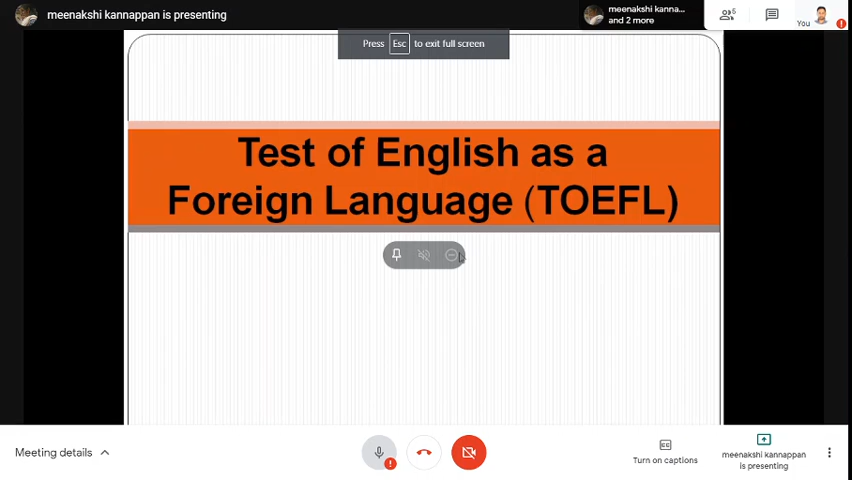 meenakshi kannappan is presenting
meenakshi kanna...
and 2 more
5
You
Press Esc to exit full screen
Test of English as a
Foreign Language (TOEFL)
Meeting details
CC
Turn on captions
meenakshi kannappan
is presenting